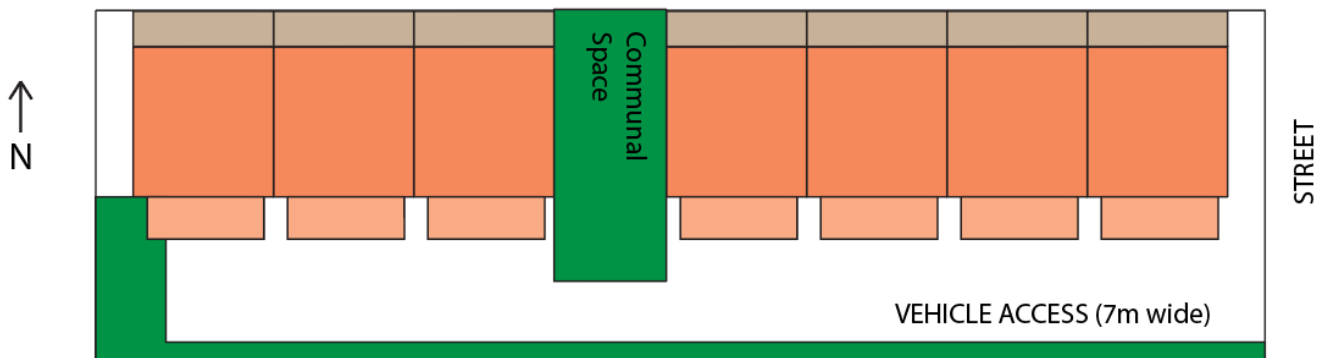 N
Communal
Space
VEHICLE ACCESS (7m wide)
STREET